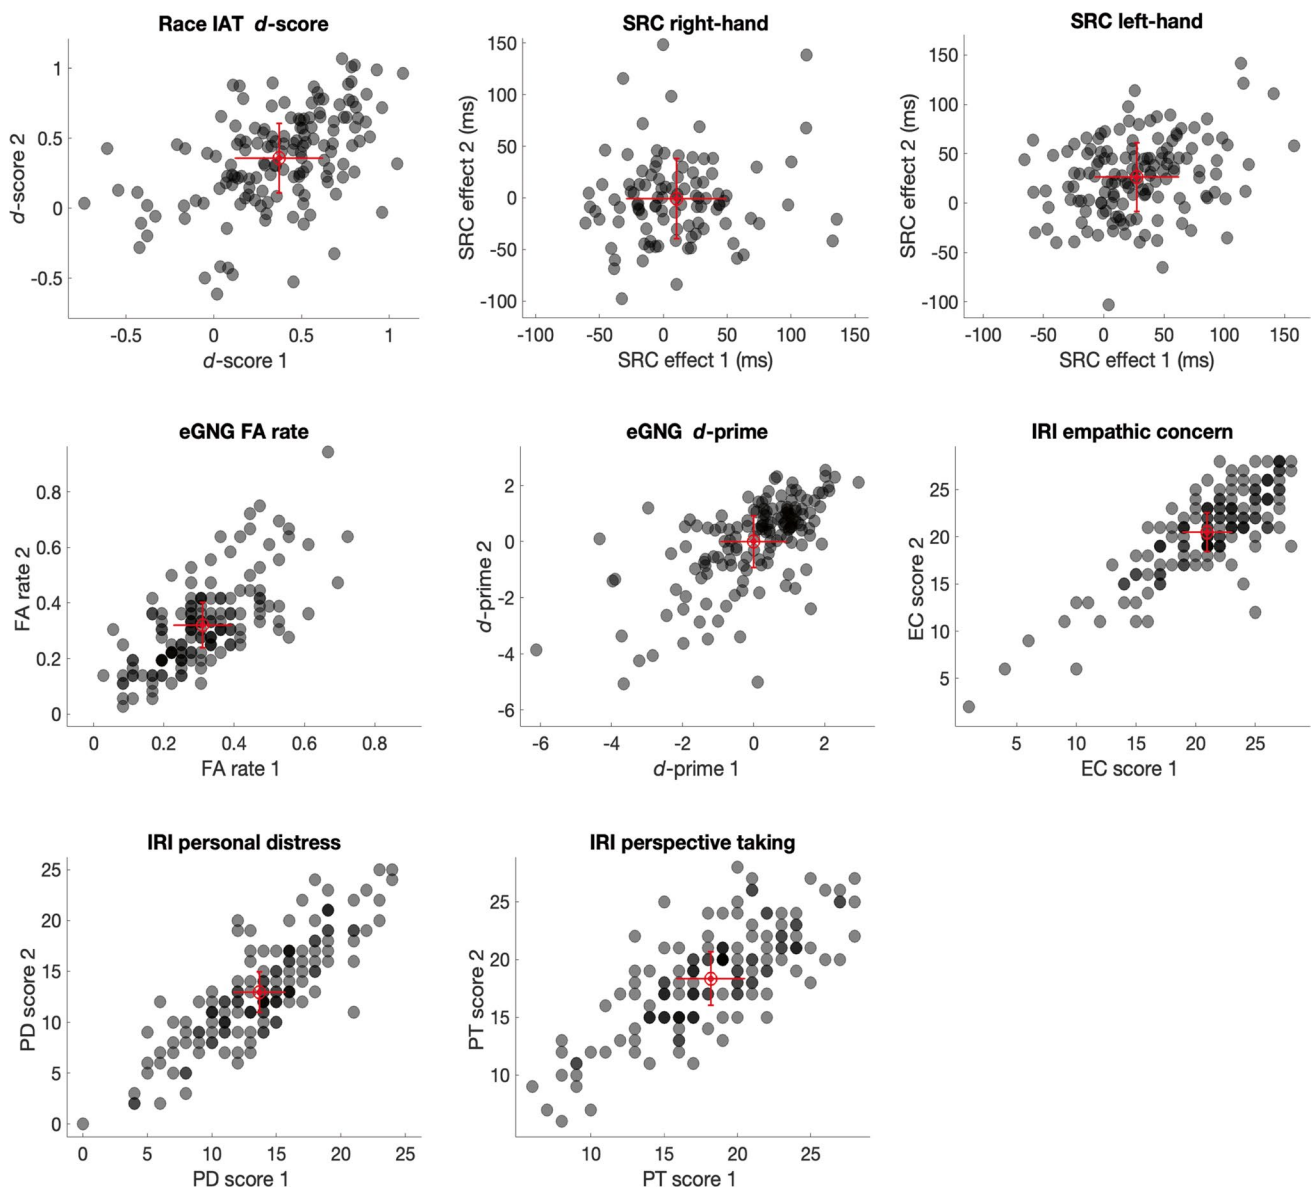 Race IAT d-score
d-score 2
1
0.5
0
-0.5
-0.5 0 0.5 1
d-score 1
SRC right-hand
SRC effect 2 (ms)
150
100
50
0
-50
-100
-100 -50 0 50 100 150
SRC effect 1 (ms)
SRC left-hand
SRC effect 2 (ms)
150
100
50
0
-50
-100
-100 -50 0 50 100 150
SRC effect 1 (ms)
eGNG FA rate
FA rate 2
0.8
0.6
0.4
0.2
0
0 0.2 0.4 0.6 0.8
FA rate 1
eGNG d-prime
d-prime 2
2
0
-2
-4
-6
-6 -4 -2 0 2
d-prime 1
IRI empathic concern
EC score 2
25
20
15
10
5
5 10 15 20 25
EC score 1
IRI personal distress
PD score 2
25
20
15
10
5
0
0 5 10 15 20 25
PD score 1
IRI perspective taking
PT score 2
25
20
15
10
10 15 20 25
PT score 1